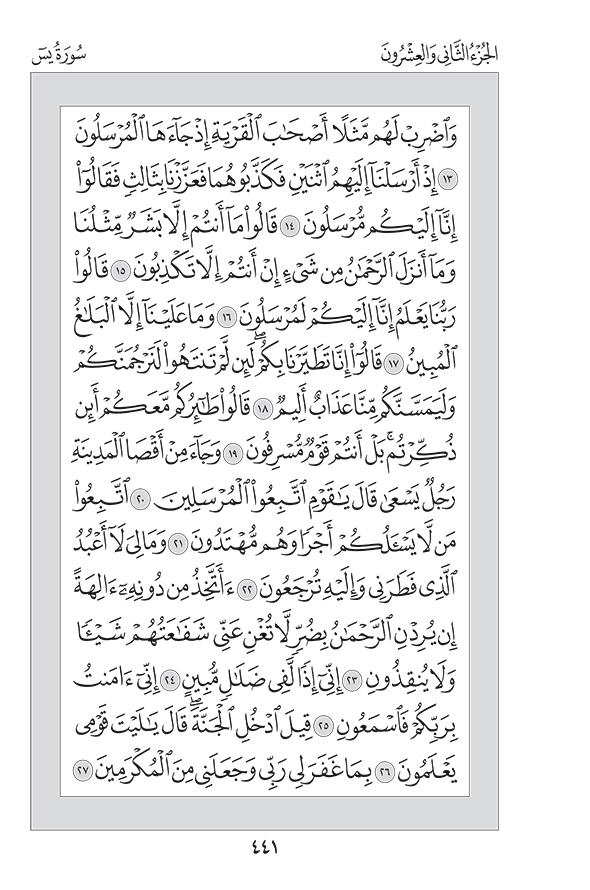 الجُزْءُ الثَّانِي وَالعِشْرُونَ
سُورَةُ يسٓ
وَٱضْرِبْ لَهُم مَّثَلًا أَصْحَٰبَ ٱلْقَرْيَةِ إِذْ جَآءَهَا ٱلْمُرْسَلُونَ
١٣ إِذْ أَرْسَلْنَآ إِلَيْهِمُ ٱثْنَيْنِ فَكَذَّبُوهُمَا فَعَزَّزْنَا بِثَالِثٍ فَقَالُوٓا۟
إِنَّآ إِلَيْكُم مُّرْسَلُونَ ١٤ قَالُوا۟ مَآ أَنتُمْ إِلَّا بَشَرٌ مِّثْلُنَا
وَمَآ أَنزَلَ ٱلرَّحْمَٰنُ مِن شَىْءٍ إِنْ أَنتُمْ إِلَّا تَكْذِبُونَ ١٥ قَالُوا۟
رَبُّنَا يَعْلَمُ إِنَّآ إِلَيْكُمْ لَمُرْسَلُونَ ١٦ وَمَا عَلَيْنَآ إِلَّا ٱلْبَلَٰغُ
ٱلْمُبِينُ ١٧ قَالُوٓا۟ إِنَّا تَطَيَّرْنَا بِكُمْ ۖ لَئِن لَّمْ تَنتَهُوا۟ لَنَرْجُمَنَّكُمْ
وَلَيَمَسَّنَّكُم مِّنَّا عَذَابٌ أَلِيمٌ ١٨ قَالُوا۟ طَٰٓئِرُكُم مَّعَكُمْ ۚ أَئِن
ذُكِّرْتُم ۚ بَلْ أَنتُمْ قَوْمٌ مُّسْرِفُونَ ١٩ وَجَآءَ مِنْ أَقْصَا ٱلْمَدِينَةِ
رَجُلٌ يَسْعَىٰ قَالَ يَٰقَوْمِ ٱتَّبِعُوا۟ ٱلْمُرْسَلِينَ ٢٠ ٱتَّبِعُوا۟
مَن لَّا يَسْـَٔلُكُمْ أَجْرًا وَهُم مُّهْتَدُونَ ٢١ وَمَا لِىَ لَآ أَعْبُدُ
ٱلَّذِى فَطَرَنِى وَإِلَيْهِ تُرْجَعُونَ ٢٢ ءَأَتَّخِذُ مِن دُونِهِۦٓ ءَالِهَةً
إِن يُرِدْنِ ٱلرَّحْمَٰنُ بِضُرٍّ لَّا تُغْنِ عَنِّى شَفَٰعَتُهُمْ شَيْـًٔا
وَلَا يُنقِذُونِ ٢٣ إِنِّىٓ إِذًا لَّفِى ضَلَٰلٍ مُّبِينٍ ٢٤ إِنِّىٓ ءَامَنتُ
بِرَبِّكُمْ فَٱسْمَعُونِ ٢٥ قِيلَ ٱدْخُلِ ٱلْجَنَّةَ ۖ قَالَ يَٰلَيْتَ قَوْمِى
يَعْلَمُونَ ٢٦ بِمَا غَفَرَ لِى رَبِّى وَجَعَلَنِى مِنَ ٱلْمُكْرَمِينَ ٢٧
٤٤١